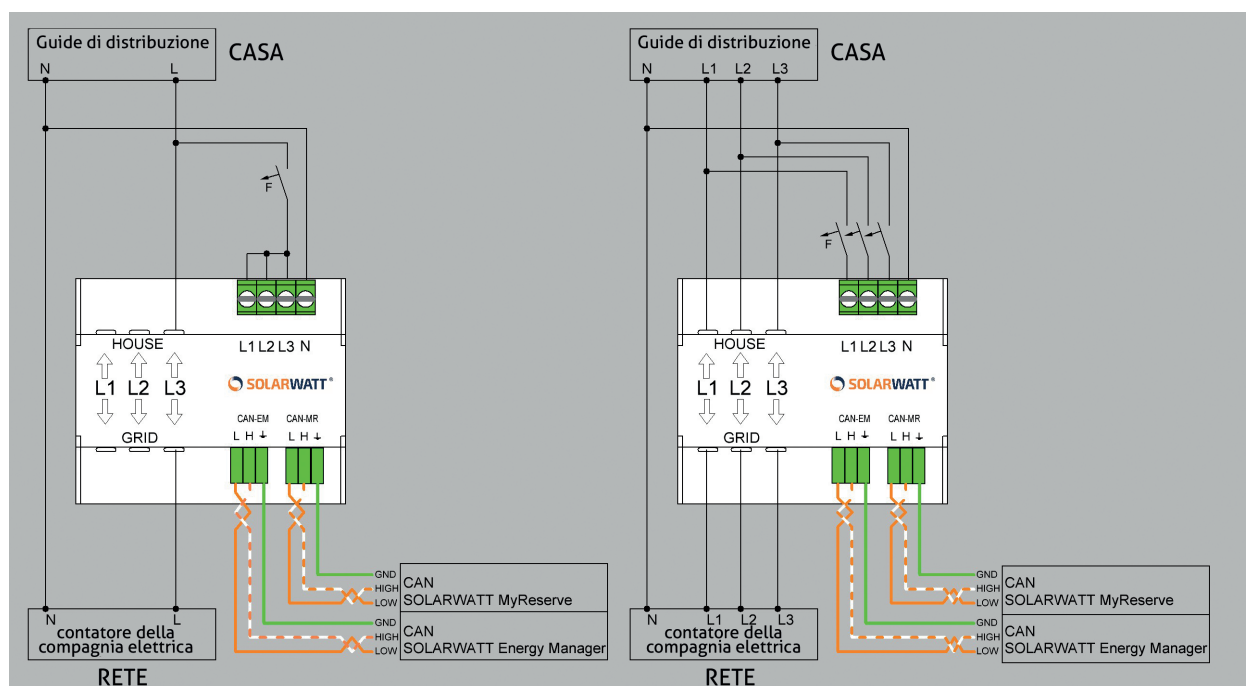 Guide di distribuzione
CASA
N L
F
HOUSE
L1 L2 L3 N
L1 L2 L3
SOLARWATT®
CAN-EM CAN-MR
GRID
L H L H
GND
HIGH
LOW
CAN
SOLARWATT MyReserve
GND
HIGH
LOW
CAN
SOLARWATT Energy Manager
N L
contatore della
compagnia elettrica
RETE
Guide di distribuzione
CASA
N L1 L2 L3
F
HOUSE
L1 L2 L3 N
L1 L2 L3
SOLARWATT®
CAN-EM CAN-MR
GRID
L H L H
GND
HIGH
LOW
CAN
SOLARWATT MyReserve
GND
HIGH
LOW
CAN
SOLARWATT Energy Manager
N L1 L2 L3
contatore della
compagnia elettrica
RETE